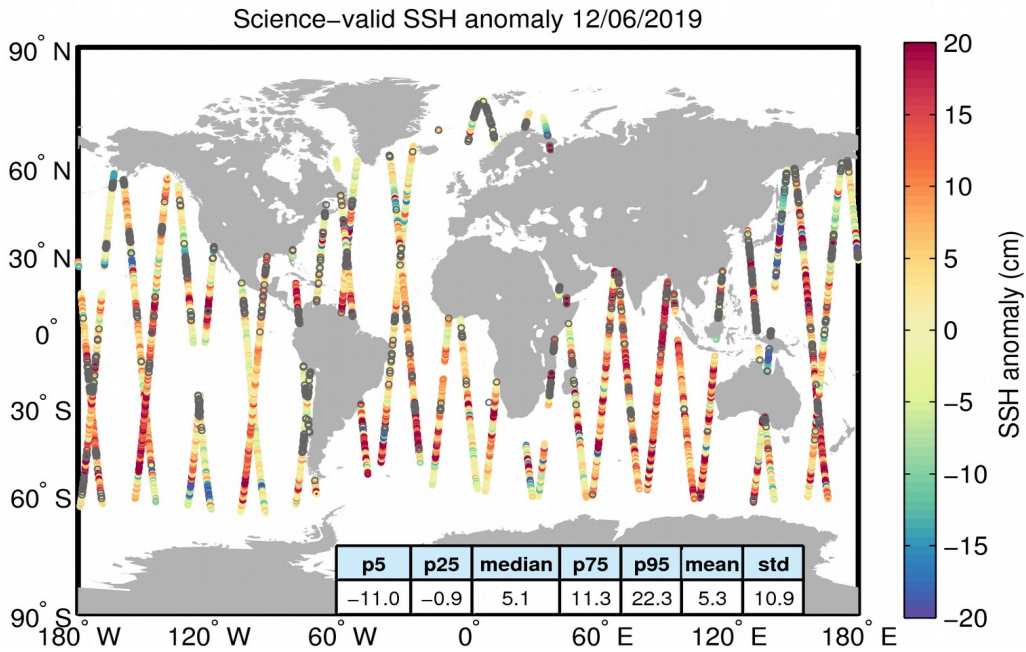 Science−valid SSH anomaly 12/06/2019
90° N
60° N
30° N
0°
30° S
60° S
90° S
180° W
120° W
60° W
0°
60° E
120° E
180° E
p5 p25 median p75 p95 mean std
−11.0 −0.9 5.1 11.3 22.3 5.3 10.9
20
15
10
5
0
−5
−10
−15
−20
SSH anomaly (cm)